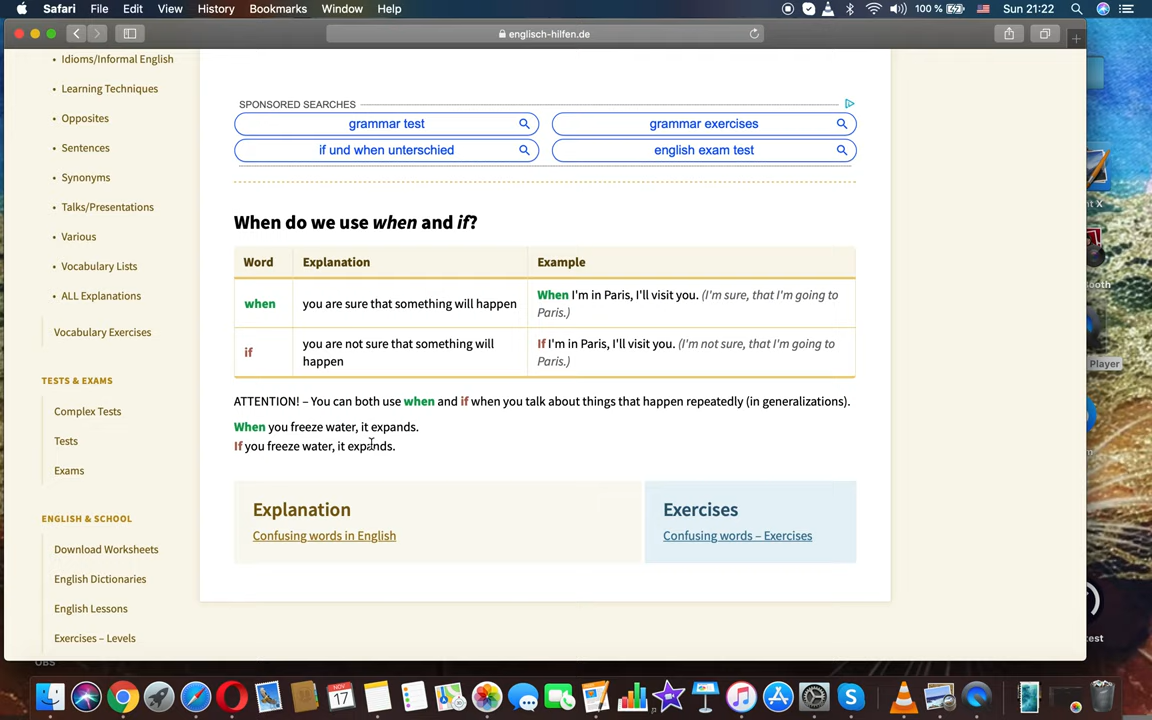 Safari File Edit View History Bookmarks Window Help 100 % Sun 21:22
englisch-hilfen.de
• Idioms/Informal English
• Learning Techniques
• Opposites
• Sentences
• Synonyms
• Talks/Presentations
• Various
• Vocabulary Lists
• ALL Explanations
Vocabulary Exercises
TESTS & EXAMS
Complex Tests
Tests
Exams
ENGLISH & SCHOOL
Download Worksheets
English Dictionaries
English Lessons
Exercises – Levels
SPONSORED SEARCHES
grammar test grammar exercises
if und when unterschied english exam test
When do we use when and if?
Word Explanation Example
when you are sure that something will happen When I'm in Paris, I'll visit you. (I'm sure, that I'm going to
Paris.)
if you are not sure that something will If I'm in Paris, I'll visit you. (I'm not sure, that I'm going to
happen Paris.)
ATTENTION! – You can both use when and if when you talk about things that happen repeatedly (in generalizations).
When you freeze water, it expands.
If you freeze water, it expands.
Explanation Exercises
Confusing words in English Confusing words – Exercises
nt X
ooth
Player
test
OBS
NOV
17